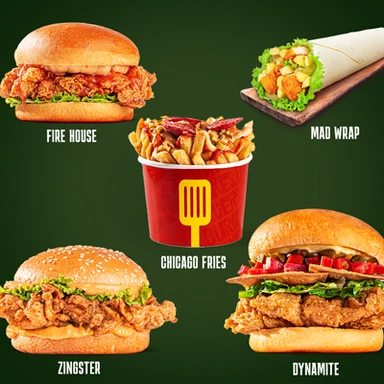 FIRE HOUSE
MAD WRAP
CHICAGO FRIES
ZINGSTER
DYNAMITE